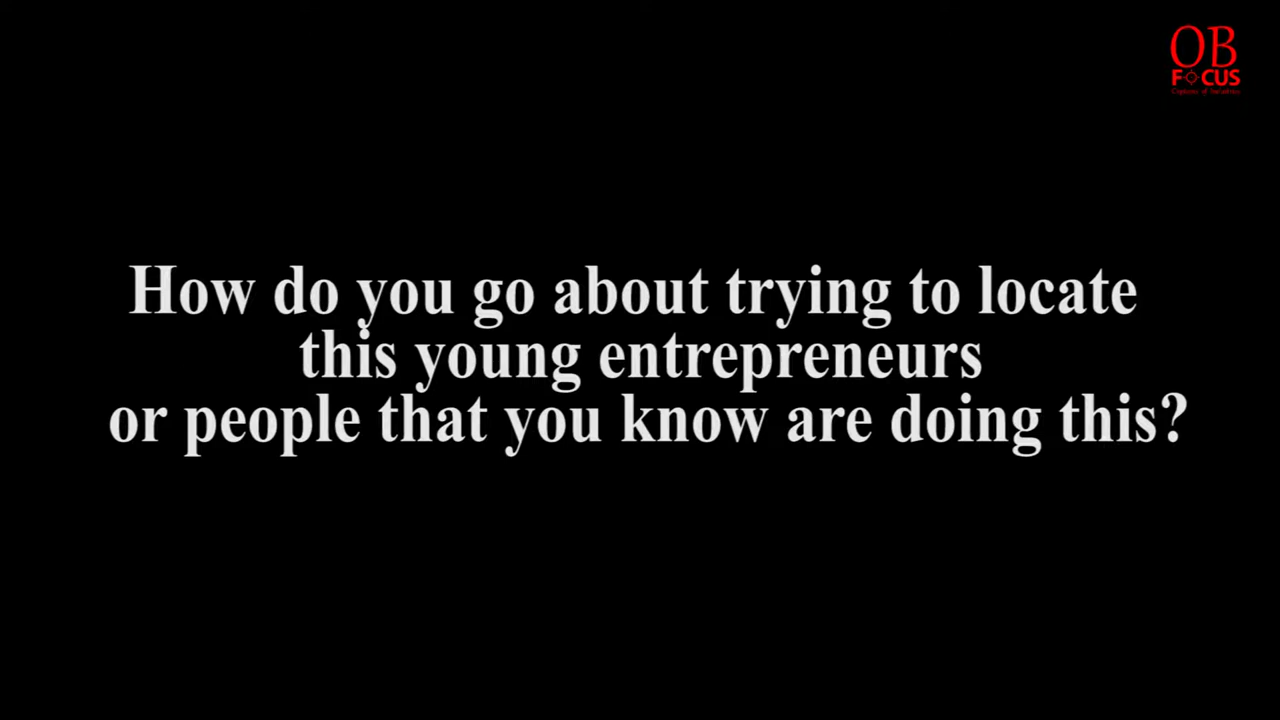 OB
FOCUS
How do you go about trying to locate
this young entrepreneurs
or people that you know are doing this?